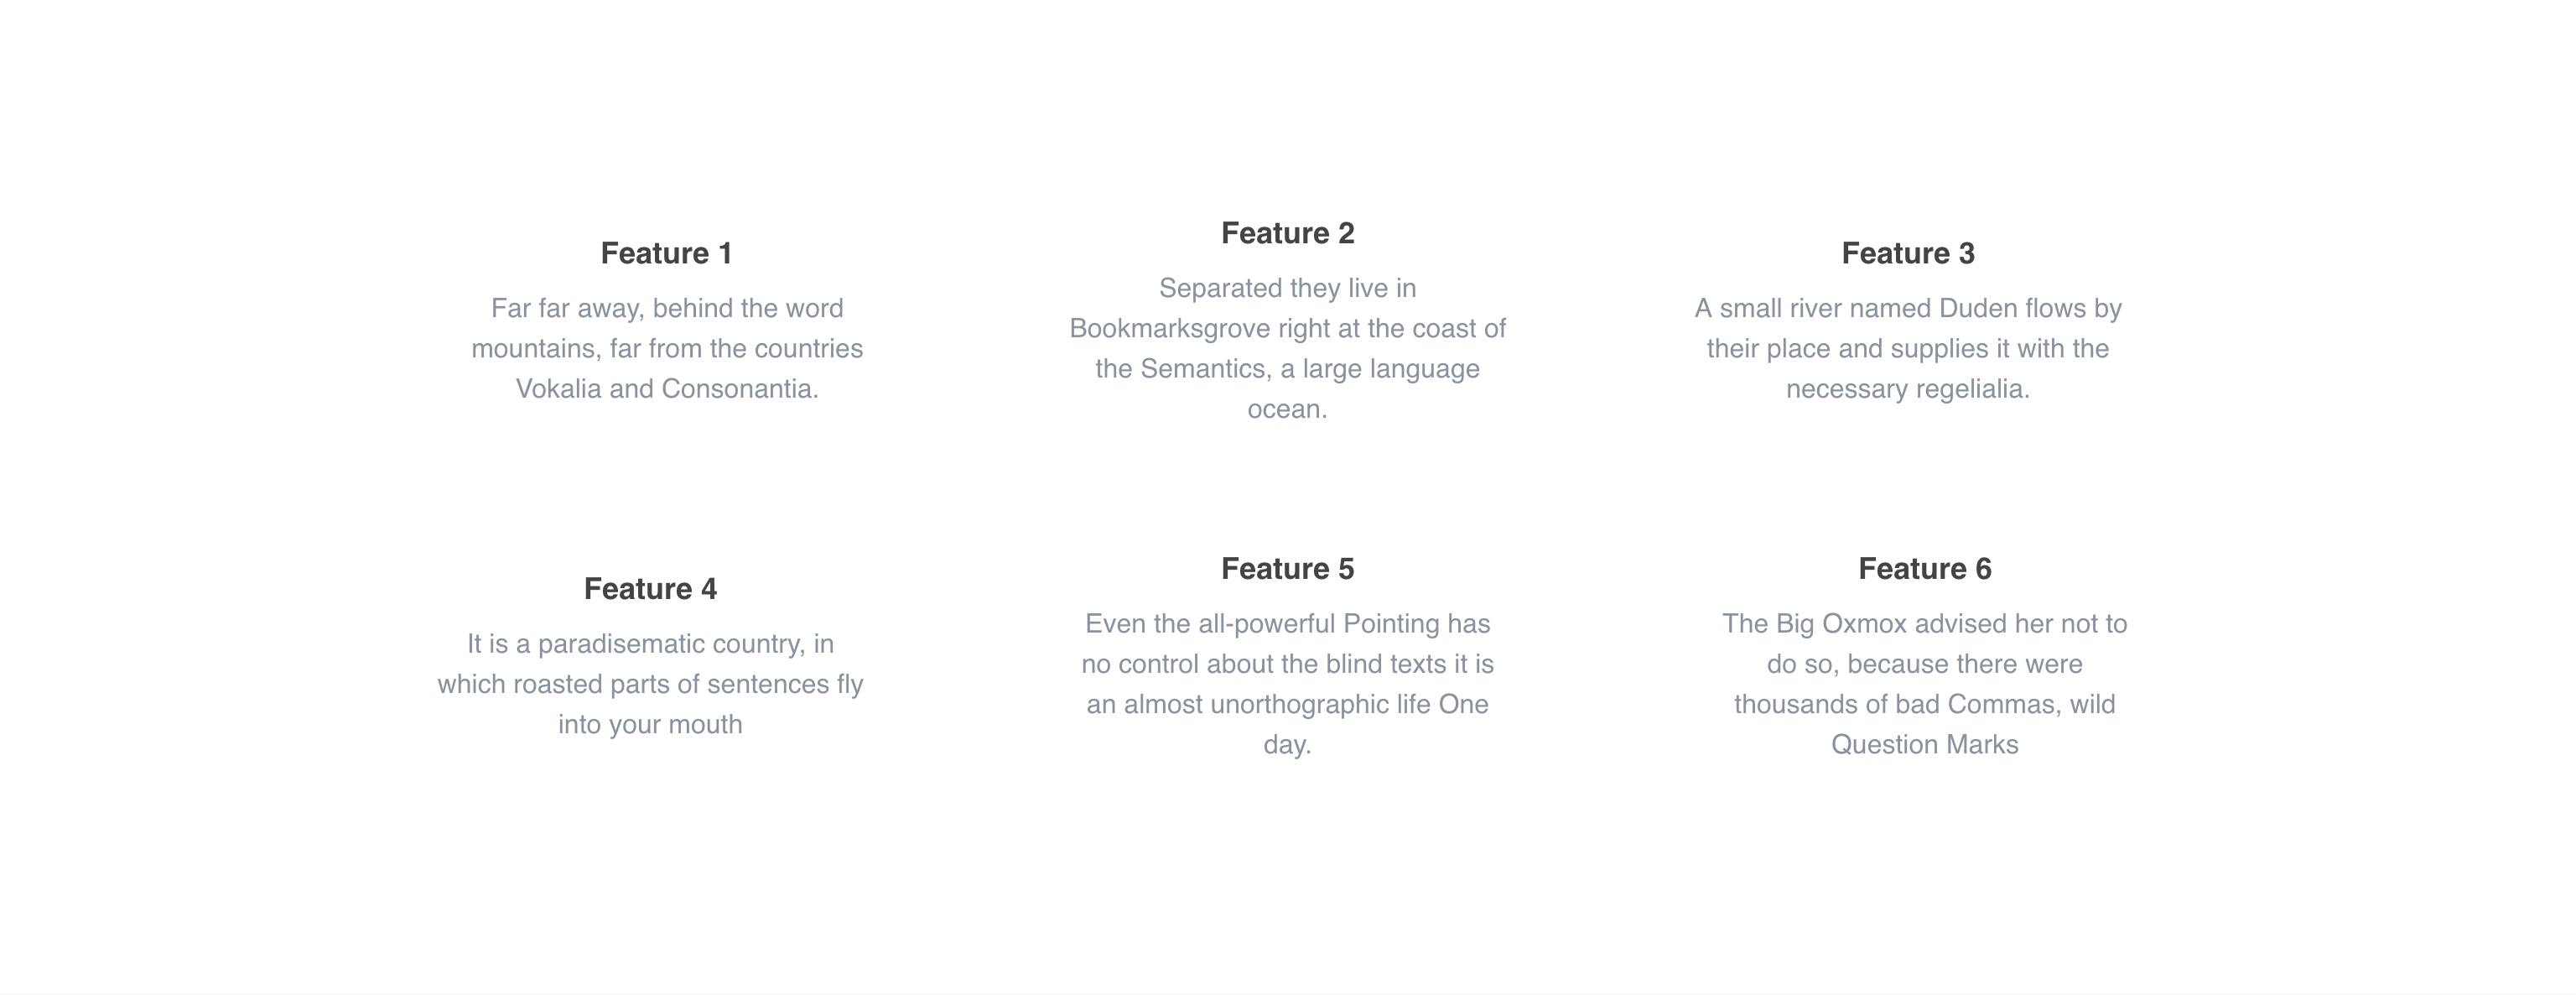 Feature 1
Far far away, behind the word
mountains, far from the countries
Vokalia and Consonantia.
Feature 2
Separated they live in
Bookmarksgrove right at the coast of
the Semantics, a large language
ocean.
Feature 3
A small river named Duden flows by
their place and supplies it with the
necessary regelialia.
Feature 4
It is a paradisematic country, in
which roasted parts of sentences fly
into your mouth
Feature 5
Even the all-powerful Pointing has
no control about the blind texts it is
an almost unorthographic life One
day.
Feature 6
The Big Oxmox advised her not to
do so, because there were
thousands of bad Commas, wild
Question Marks